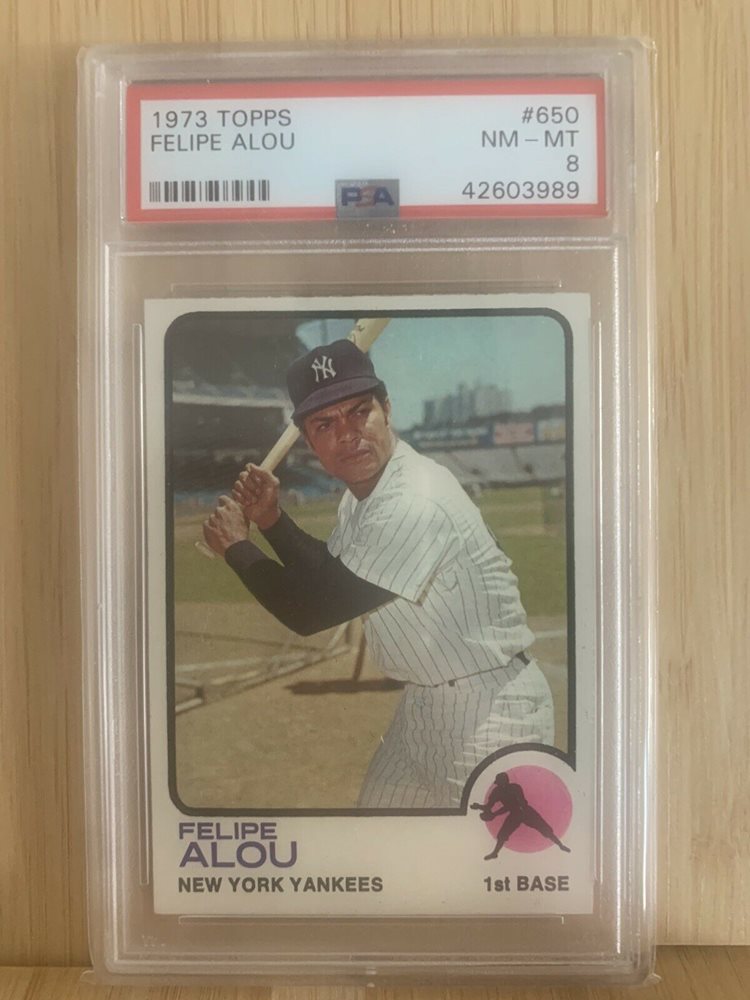 1973 TOPPS #650
FELIPE ALOU NM - MT
8
PSA 42603989
NY
FELIPE
ALOU
NEW YORK YANKEES 1st BASE